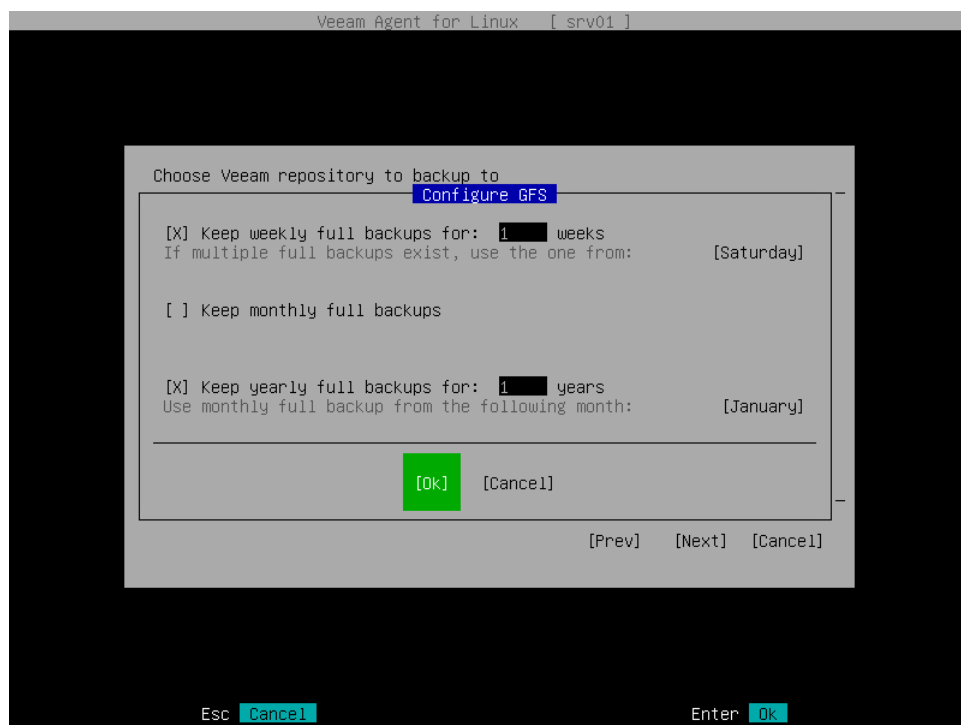 Veeam Agent for Linux [ srv01 ]
Choose Veeam repository to backup to
Configure GFS
[X] Keep weekly full backups for: 1 weeks
If multiple full backups exist, use the one from: [Saturday]
[ ] Keep monthly full backups
[X] Keep yearly full backups for: 1 years
Use monthly full backup from the following month: [January]
[Ok] [Cancel]
[Prev] [Next] [Cancel]
Esc Cancel Enter Ok